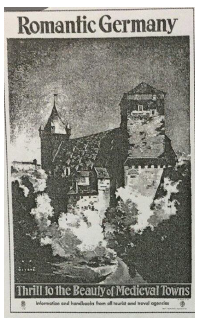 Romantic Germany
Thrill to the Beauty of Medieval Towns
Information and handbooks from all tourist and travel agencies